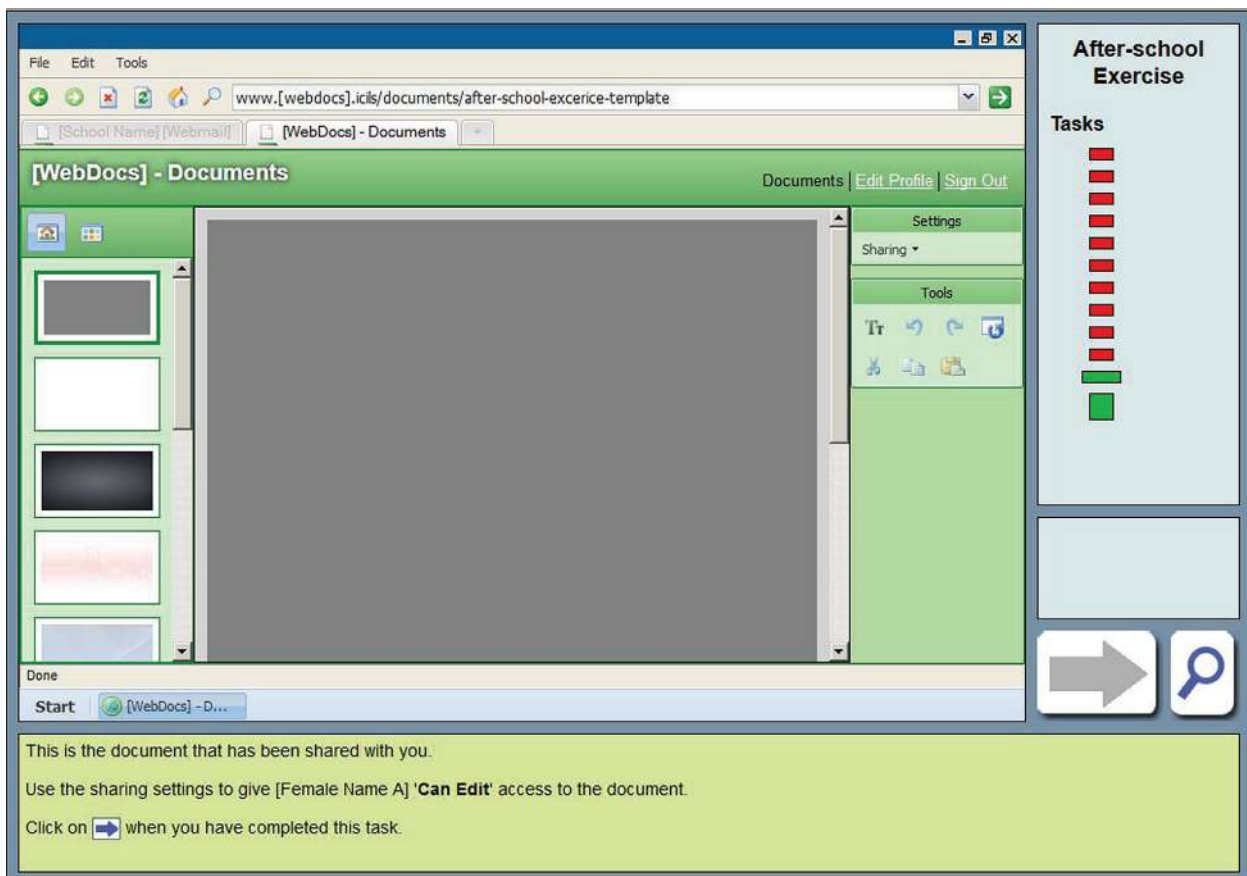 File Edit Tools
www.[webdocs].icils/documents/after-school-excerice-template
[School Name] [Webmail]
[WebDocs] - Documents
[WebDocs] - Documents
Documents | Edit Profile | Sign Out
Settings
Sharing
Tools
Tт
Done
Start
[WebDocs] - D...
After-school
Exercise
Tasks
This is the document that has been shared with you.
Use the sharing settings to give [Female Name A] 'Can Edit' access to the document.
Click on when you have completed this task.